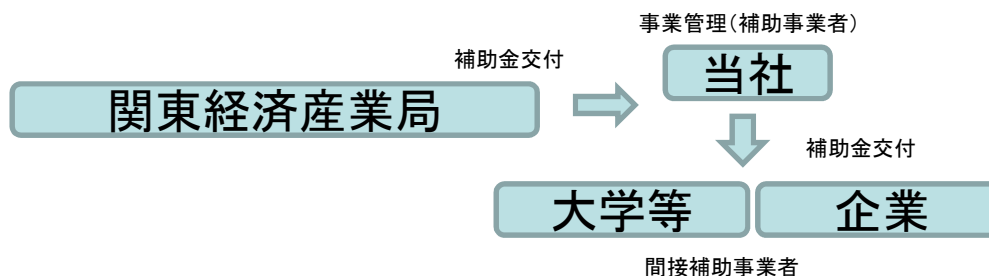 事業管理(補助事業者)
補助金交付
当社
関東経済産業局
補助金交付
大学等
企業
間接補助事業者